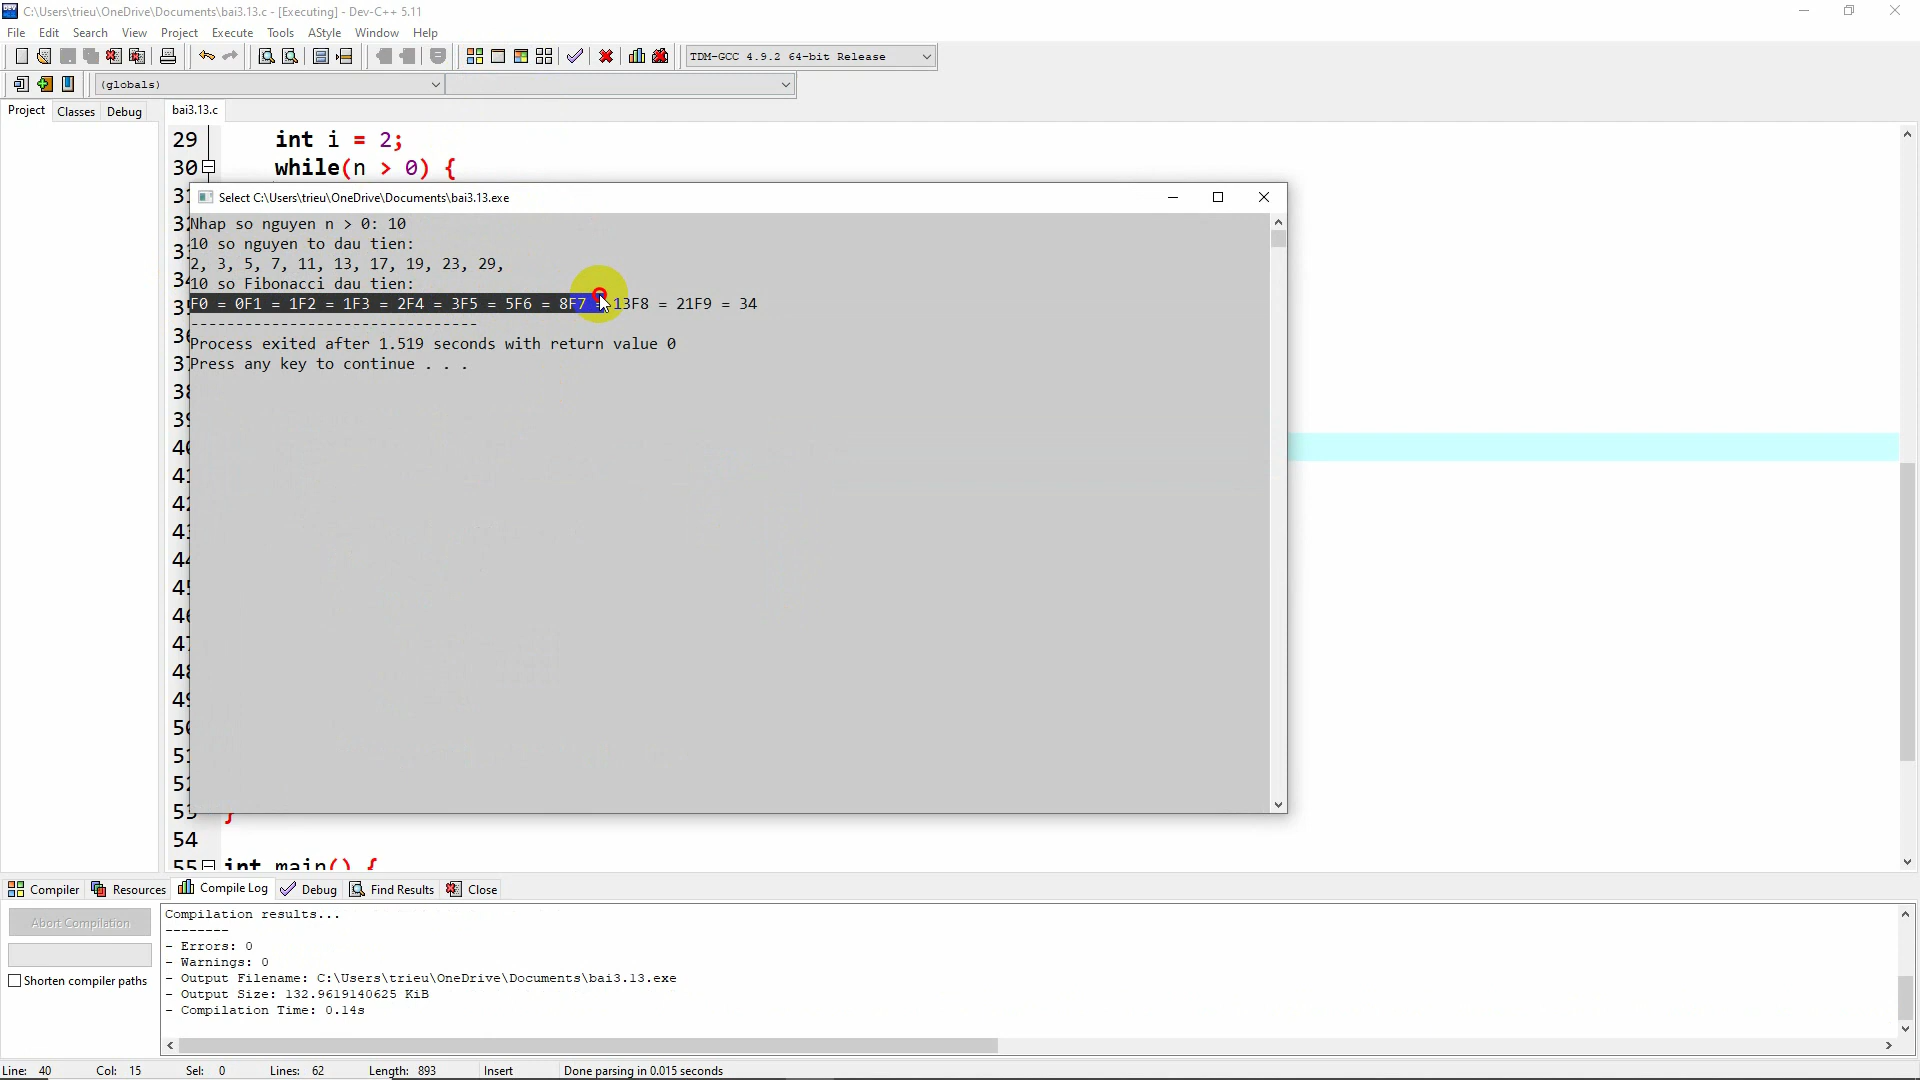 C:\Users\trieu\OneDrive\Documents\bai3.13.c - [Executing] - Dev-C++ 5.11
File Edit Search View Project Execute Tools AStyle Window Help
TDM-GCC 4.9.2 64-bit Release
(globals)
Project Classes Debug bai3.13.c
29 int i = 2;
30 while(n > 0) {
Select C:\Users\trieu\OneDrive\Documents\bai3.13.exe
Nhap so nguyen n > 0: 10
10 so nguyen to dau tien:
2, 3, 5, 7, 11, 13, 17, 19, 23, 29,
10 so Fibonacci dau tien:
F0 = 0F1 = 1F2 = 1F3 = 2F4 = 3F5 = 5F6 = 8F7 = 13F8 = 21F9 = 34
--------------------------------
Process exited after 1.519 seconds with return value 0
Press any key to continue . . .
53 }
54
55 int main() {
Compiler Resources Compile Log Debug Find Results Close
Abort Compilation
Shorten compiler paths
Compilation results...
--------
- Errors: 0
- Warnings: 0
- Output Filename: C:\Users\trieu\OneDrive\Documents\bai3.13.exe
- Output Size: 132.9619140625 KiB
- Compilation Time: 0.14s
Line: 40 Col: 15 Sel: 0 Lines: 62 Length: 893 Insert Done parsing in 0.015 seconds